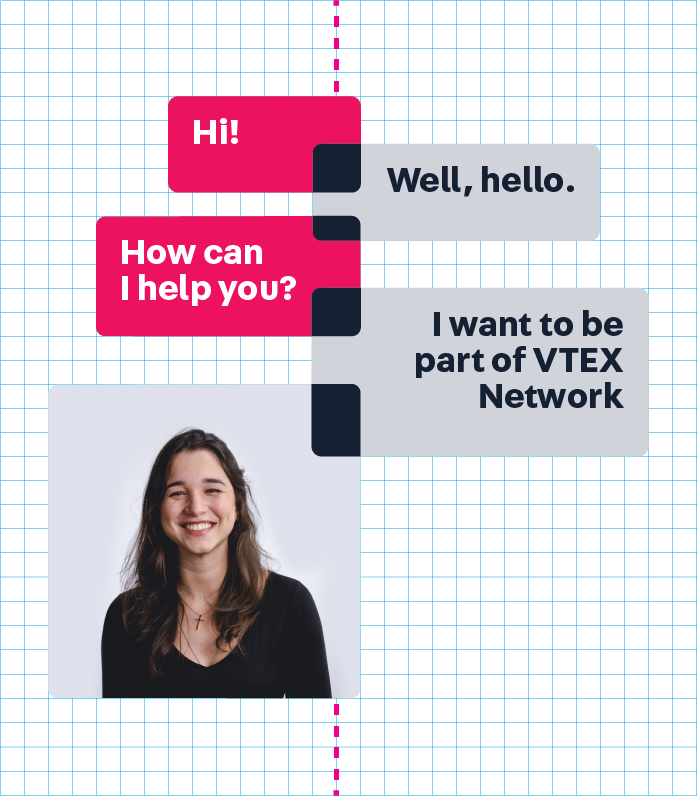 Hi!
Well, hello.
How can
I help you?
I want to be
part of VTEX
Network